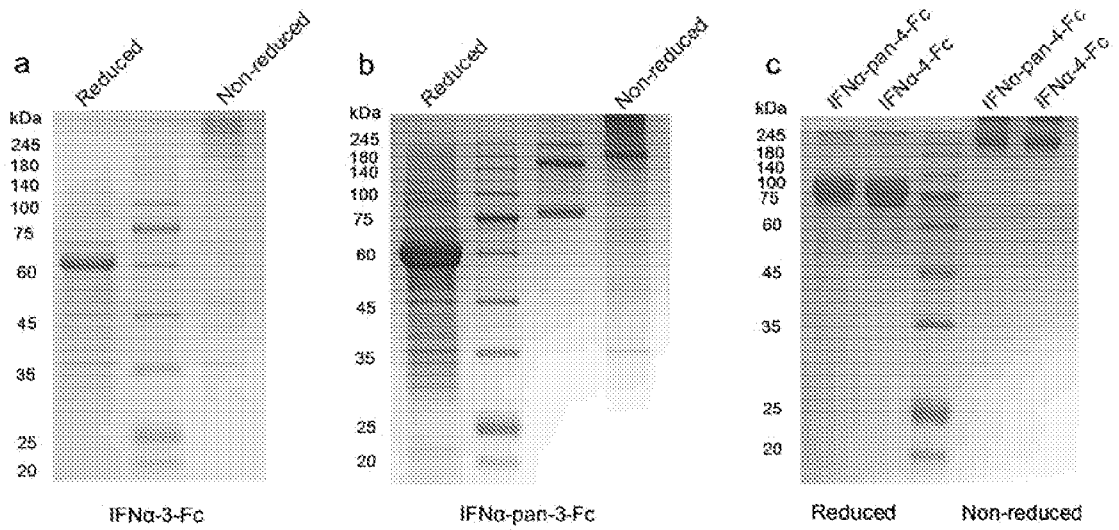 a
Reduced
Non-reduced
kDa
245
180
140
100
75
60
45
35
25
20
IFNα-3-Fc
b
Reduced
Non-reduced
kDa
245
180
140
100
75
60
45
35
25
20
IFNα-pan-3-Fc
c
IFNα-pan-4-Fc
IFNα-4-Fc
IFNα-pan-4-Fc
IFNα-4-Fc
kDa
245
180
140
100
75
60
45
35
25
20
Reduced
Non-reduced